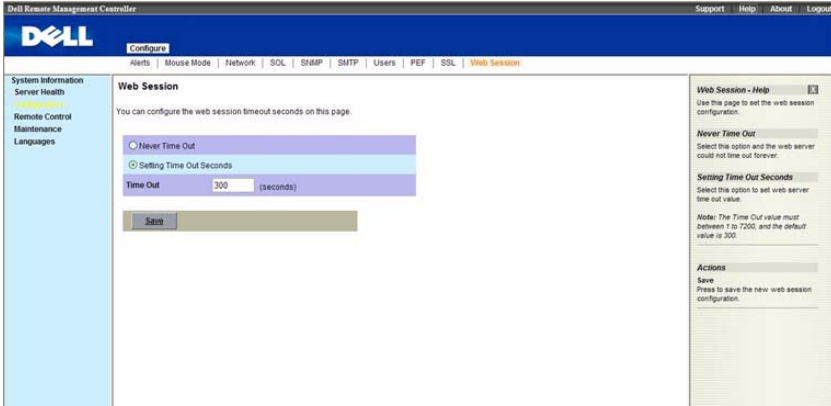 Dell Remote Management Controller
Support Help About Logout
DELL
Configure
Alerts | Mouse Mode | Network | SOL | SNMP | SMTP | Users | PEF | SSL | Web Session
System Information
Server Health
Configuration
Remote Control
Maintenance
Languages
Web Session
You can configure the web session timeout seconds on this page.
Never Time Out
Setting Time Out Seconds
Time Out 300 (seconds)
Save
Web Session - Help X
Use this page to set the web session
configuration.
Never Time Out
Select this option and the web server
could not time out forever.
Setting Time Out Seconds
Select this option to set web server
time out value.
Note: The Time Out value must
between 1 to 7200, and the default
value is 300.
Actions
Save
Press to save the new web session
configuration.